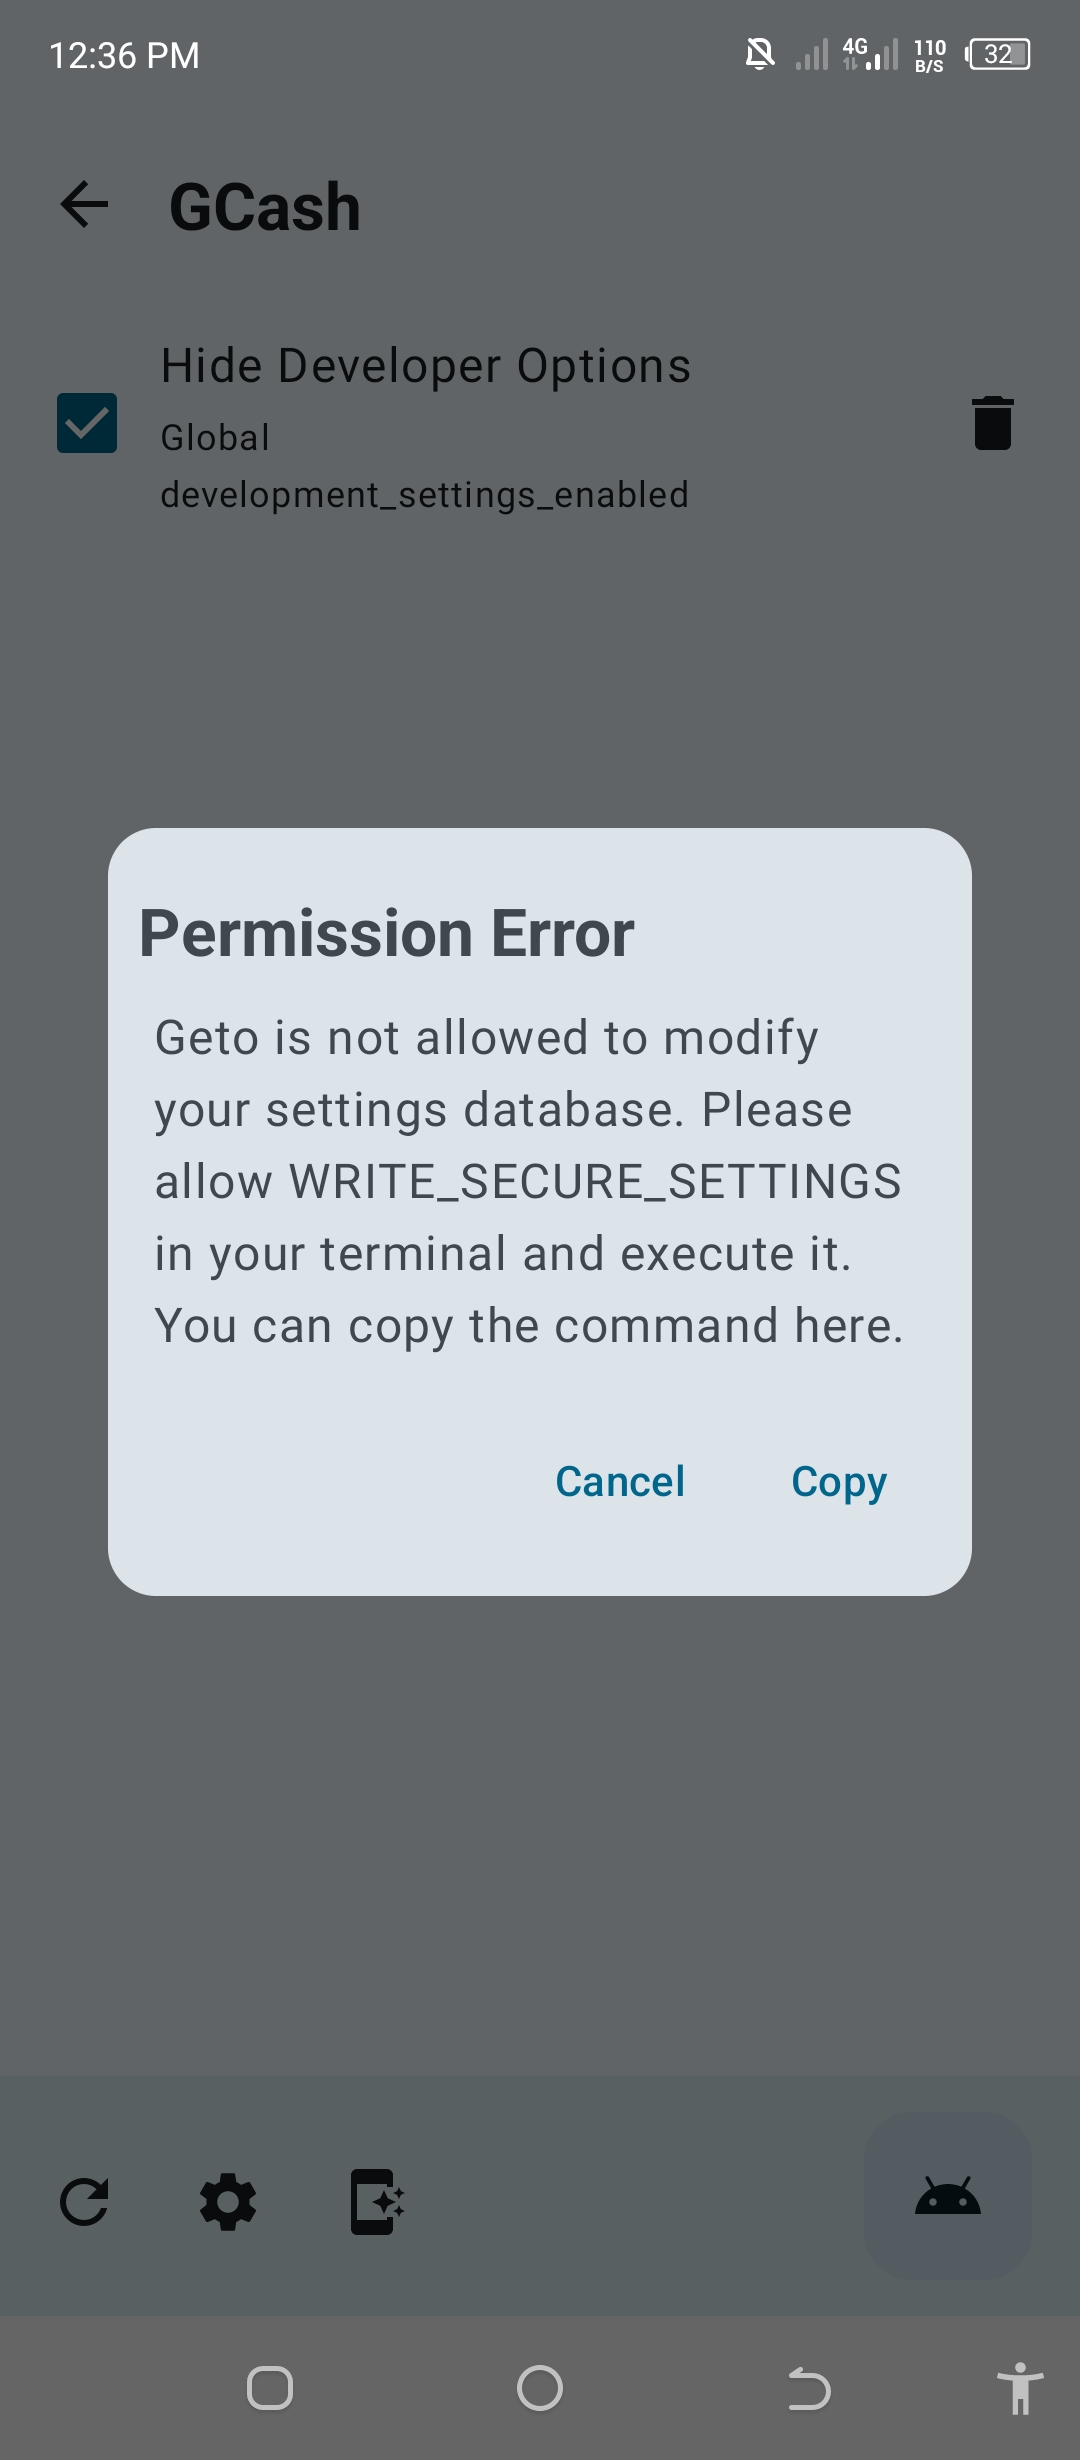 12:36 PM
4G
110
B/S
32
GCash
Hide Developer Options
Global
development_settings_enabled
Permission Error
Geto is not allowed to modify
your settings database. Please
allow WRITE_SECURE_SETTINGS
in your terminal and execute it.
You can copy the command here.
Cancel
Copy